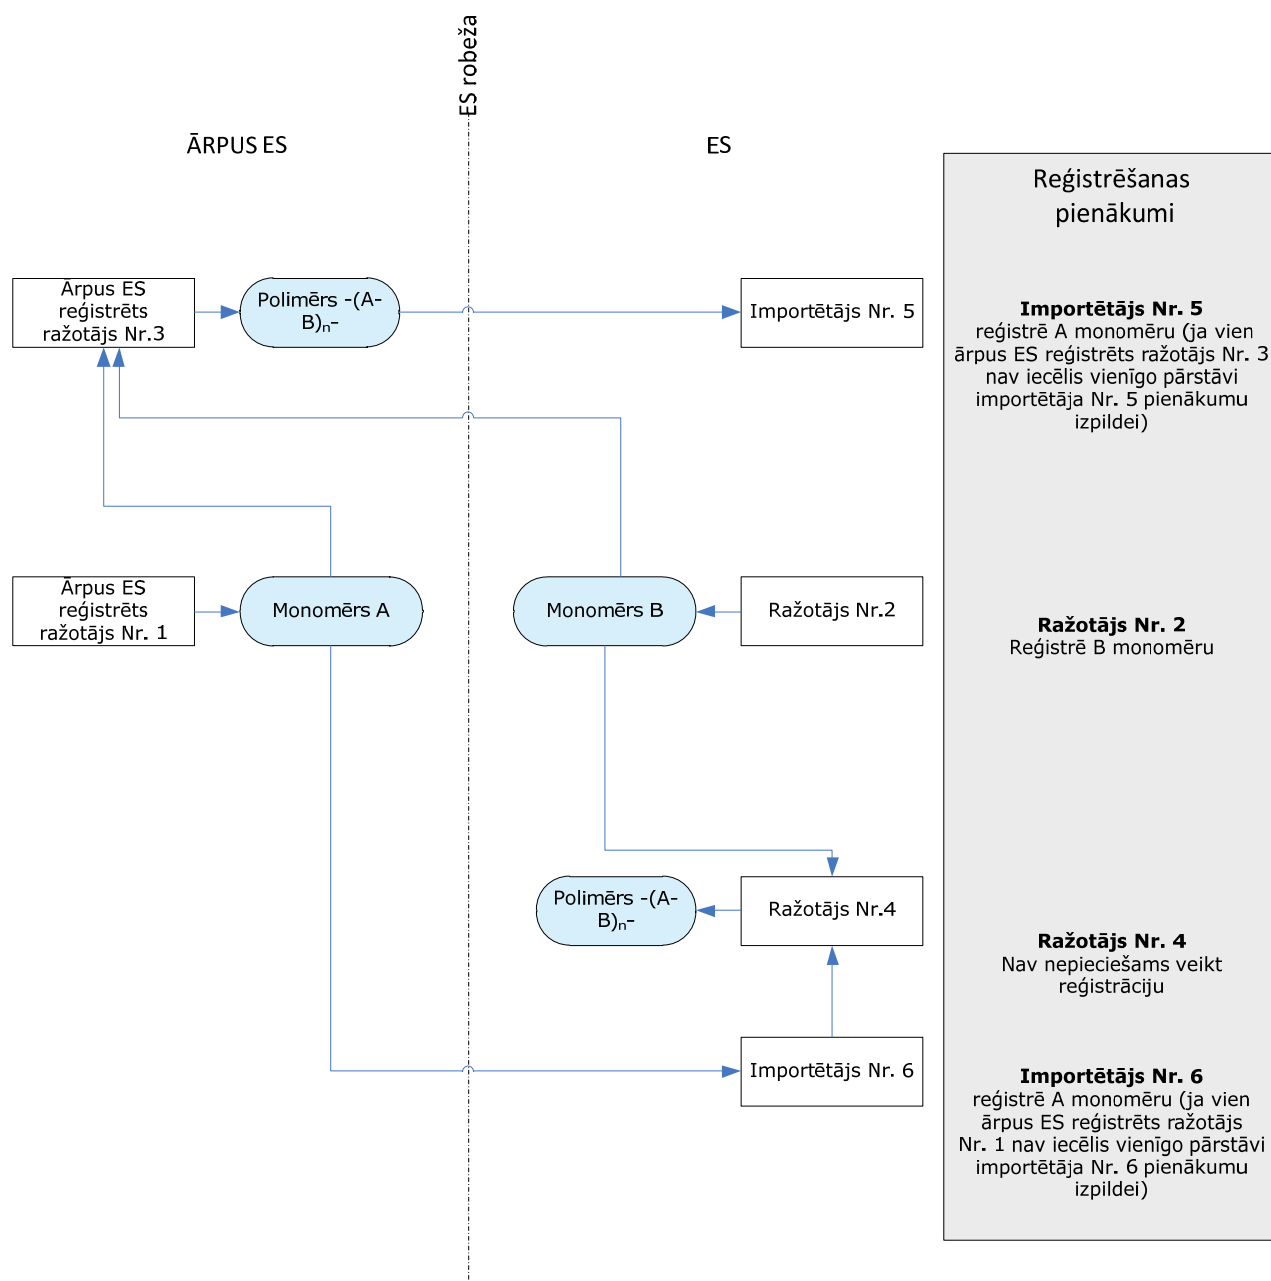 ES robeža
ĀRPUS ES
ES
Reģistrēšanas
pienākumi
Ārpus ES
reģistrēts
ražotājs Nr.3
Polimērs -(A-
B)n-
Importētājs Nr. 5
Importētājs Nr. 5
reģistrē A monomēru (ja vien
ārpus ES reģistrēts ražotājs Nr. 3
nav iecēlis vienīgo pārstāvi
importētāja Nr. 5 pienākumu
izpildei)
Ārpus ES
reģistrēts
ražotājs Nr. 1
Monomērs A
Monomērs B
Ražotājs Nr.2
Ražotājs Nr. 2
Reģistrē B monomēru
Polimērs -(A-
B)n-
Ražotājs Nr.4
Ražotājs Nr. 4
Nav nepieciešams veikt
reģistrāciju
Importētājs Nr. 6
Importētājs Nr. 6
reģistrē A monomēru (ja vien
ārpus ES reģistrēts ražotājs
Nr. 1 nav iecēlis vienīgo pārstāvi
importētāja Nr. 6 pienākumu
izpildei)